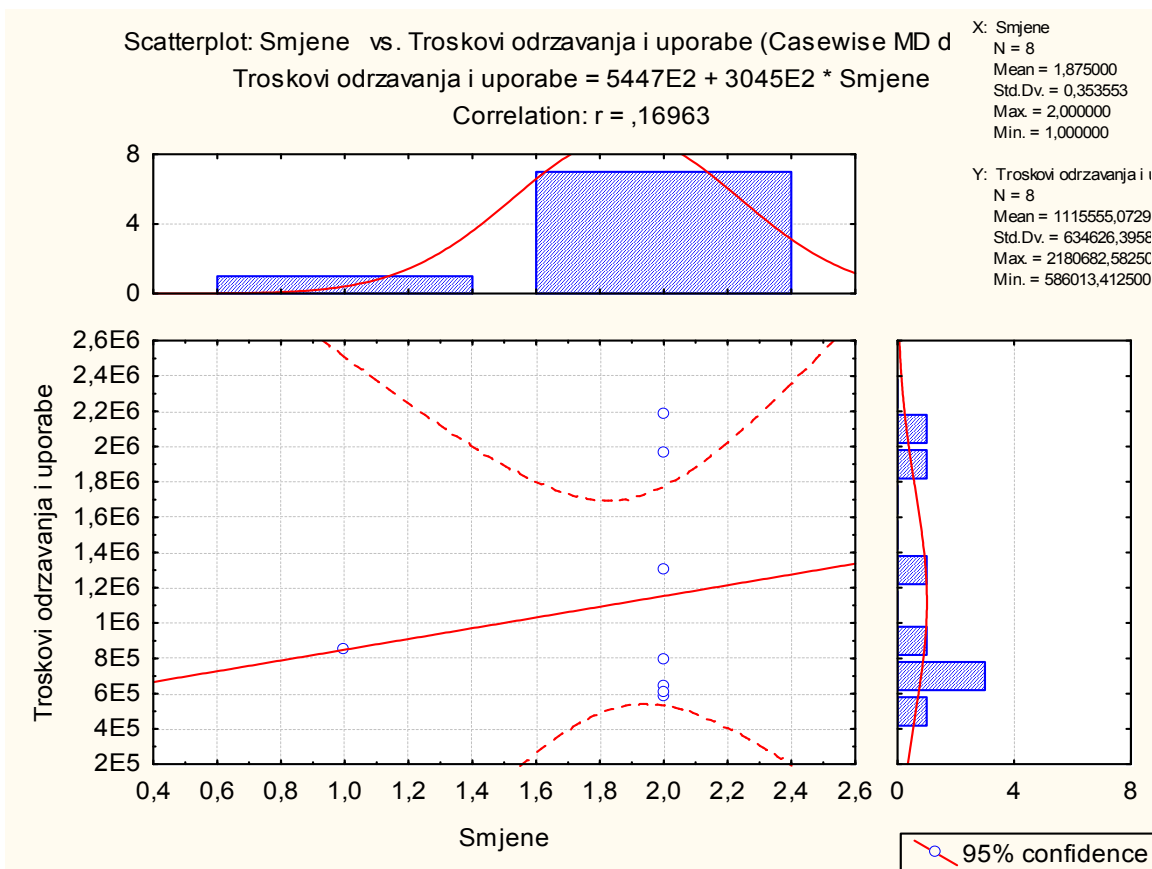 Scatterplot: Smjene vs. Troskovi odrzavanja i uporabe (Casewise MD d
Troskovi odrzavanja i uporabe = 5447E2 + 3045E2 * Smjene
Correlation: r = ,16963
X: Smjene
N = 8
Mean = 1,875000
Std.Dv. = 0,353553
Max. = 2,000000
Min. = 1,000000
Y: Troskovi odrzavanja i u
N = 8
Mean = 1115555,0729
Std.Dv. = 634626,3958
Max. = 2180682,58250
Min. = 586013,412500
8
4
0
2,6E6
2,4E6
2,2E6
2E6
1,8E6
1,6E6
1,4E6
1,2E6
1E6
8E5
6E5
4E5
2E5
Troskovi odrzavanja i uporabe
0,4 0,6 0,8 1,0 1,2 1,4 1,6 1,8 2,0 2,2 2,4 2,6
Smjene
0 4 8
95% confidence